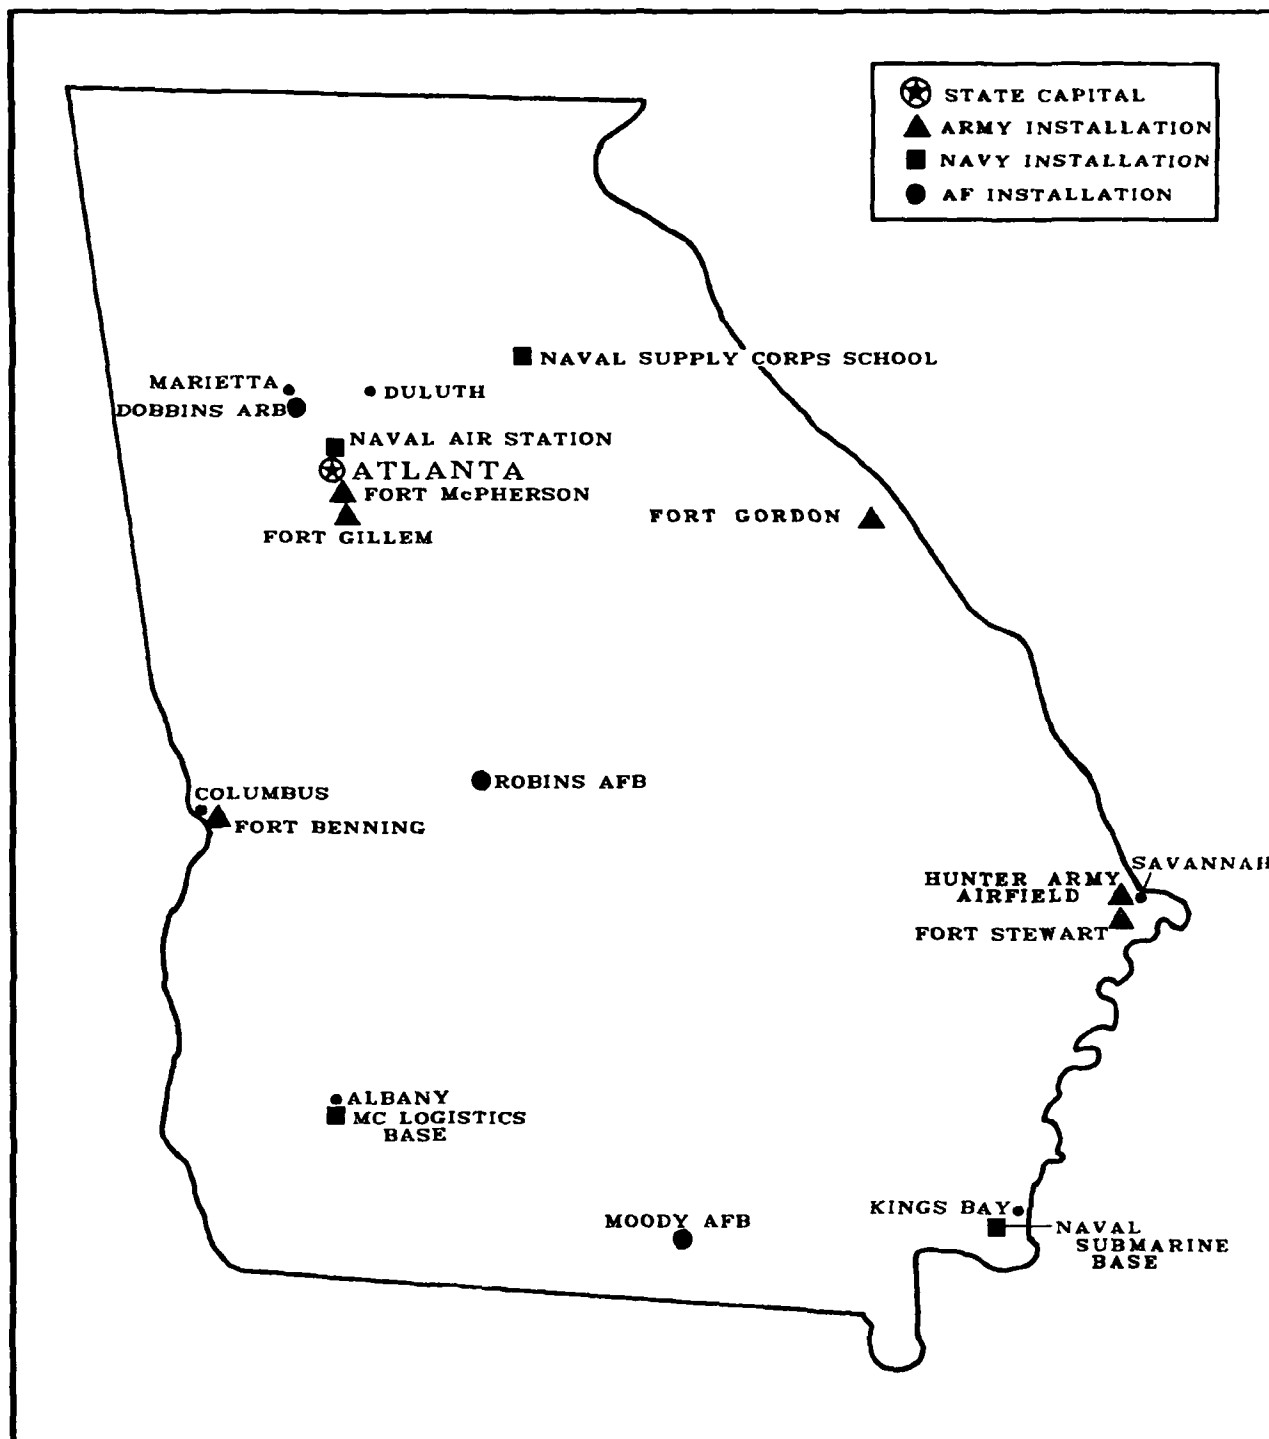 STATE CAPITAL
ARMY INSTALLATION
NAVY INSTALLATION
AF INSTALLATION
NAVAL SUPPLY CORPS SCHOOL
MARIETTA
DULUTH
DOBBINS ARB
NAVAL AIR STATION
ATLANTA
FORT McPHERSON
FORT GORDON
FORT GILLEM
ROBINS AFB
COLUMBUS
FORT BENNING
SAVANNAH
HUNTER ARMY
AIRFIELD
FORT STEWART
ALBANY
MC LOGISTICS
BASE
MOODY AFB
KINGS BAY
NAVAL
SUBMARINE
BASE